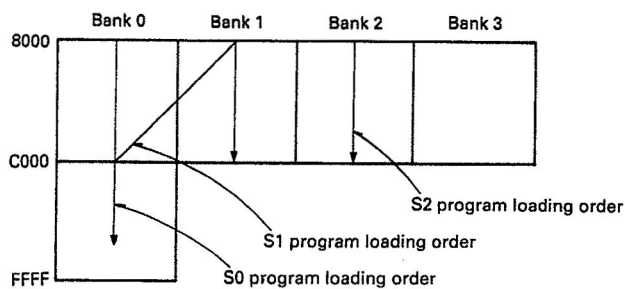 Bank 0 Bank 1 Bank 2 Bank 3
8000
C000
S2 program loading order
S1 program loading order
FFFF
S0 program loading order